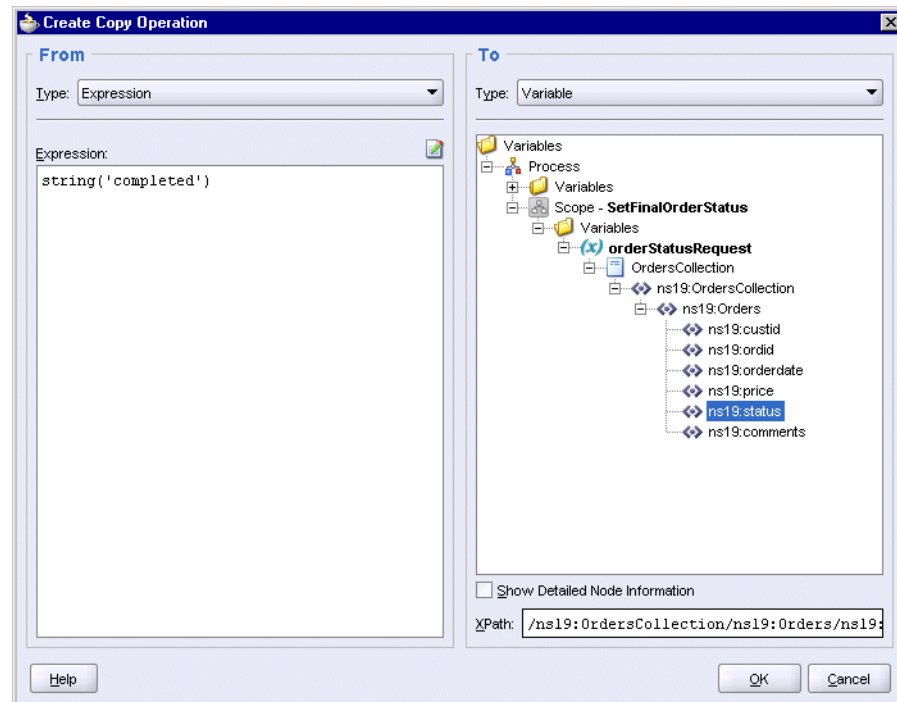 Create Copy Operation
From
Type: Expression
Expression:
string('completed')
To
Type: Variable
Variables
Process
Variables
Scope - SetFinalOrderStatus
Variables
(x) orderStatusRequest
OrdersCollection
ns19:OrdersCollection
ns19:Orders
ns19:custid
ns19:ordid
ns19:orderdate
ns19:price
ns19:status
ns19:comments
Show Detailed Node Information
XPath: /ns19:OrdersCollection/ns19:Orders/ns19:
Help
OK
Cancel